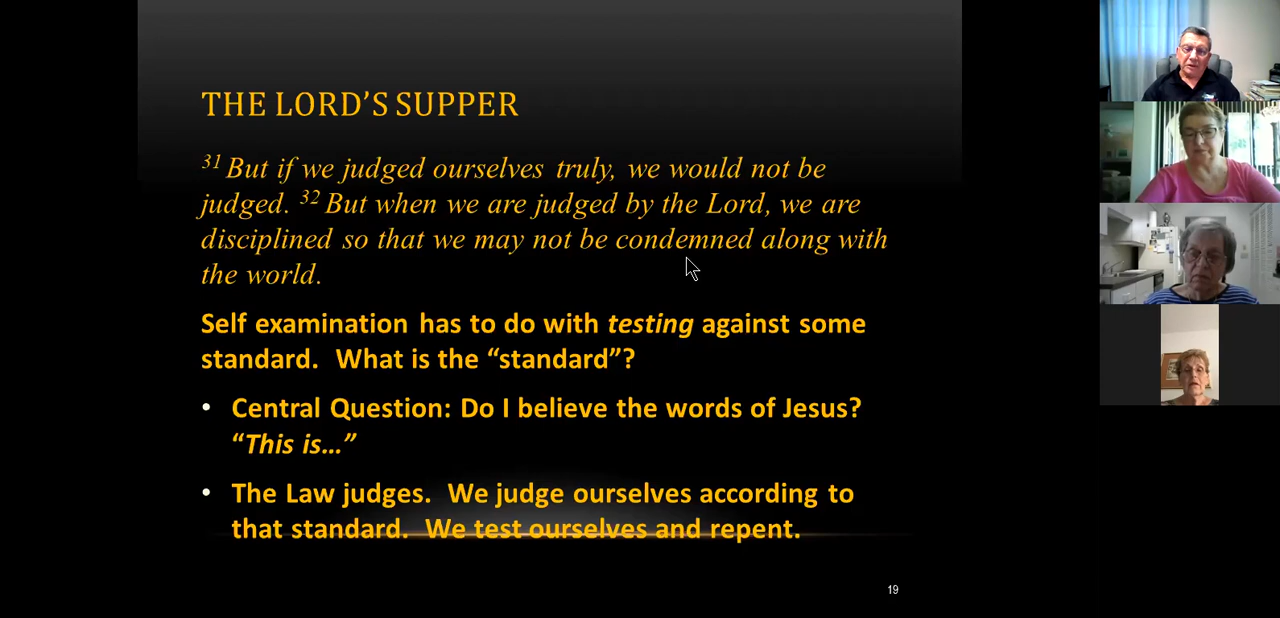 THE LORD’S SUPPER
31 But if we judged ourselves truly, we would not be
judged. 32 But when we are judged by the Lord, we are
disciplined so that we may not be condemned along with
the world.
Self examination has to do with testing against some
standard. What is the “standard”?
• Central Question: Do I believe the words of Jesus?
“This is…”
• The Law judges. We judge ourselves according to
that standard. We test ourselves and repent.
19